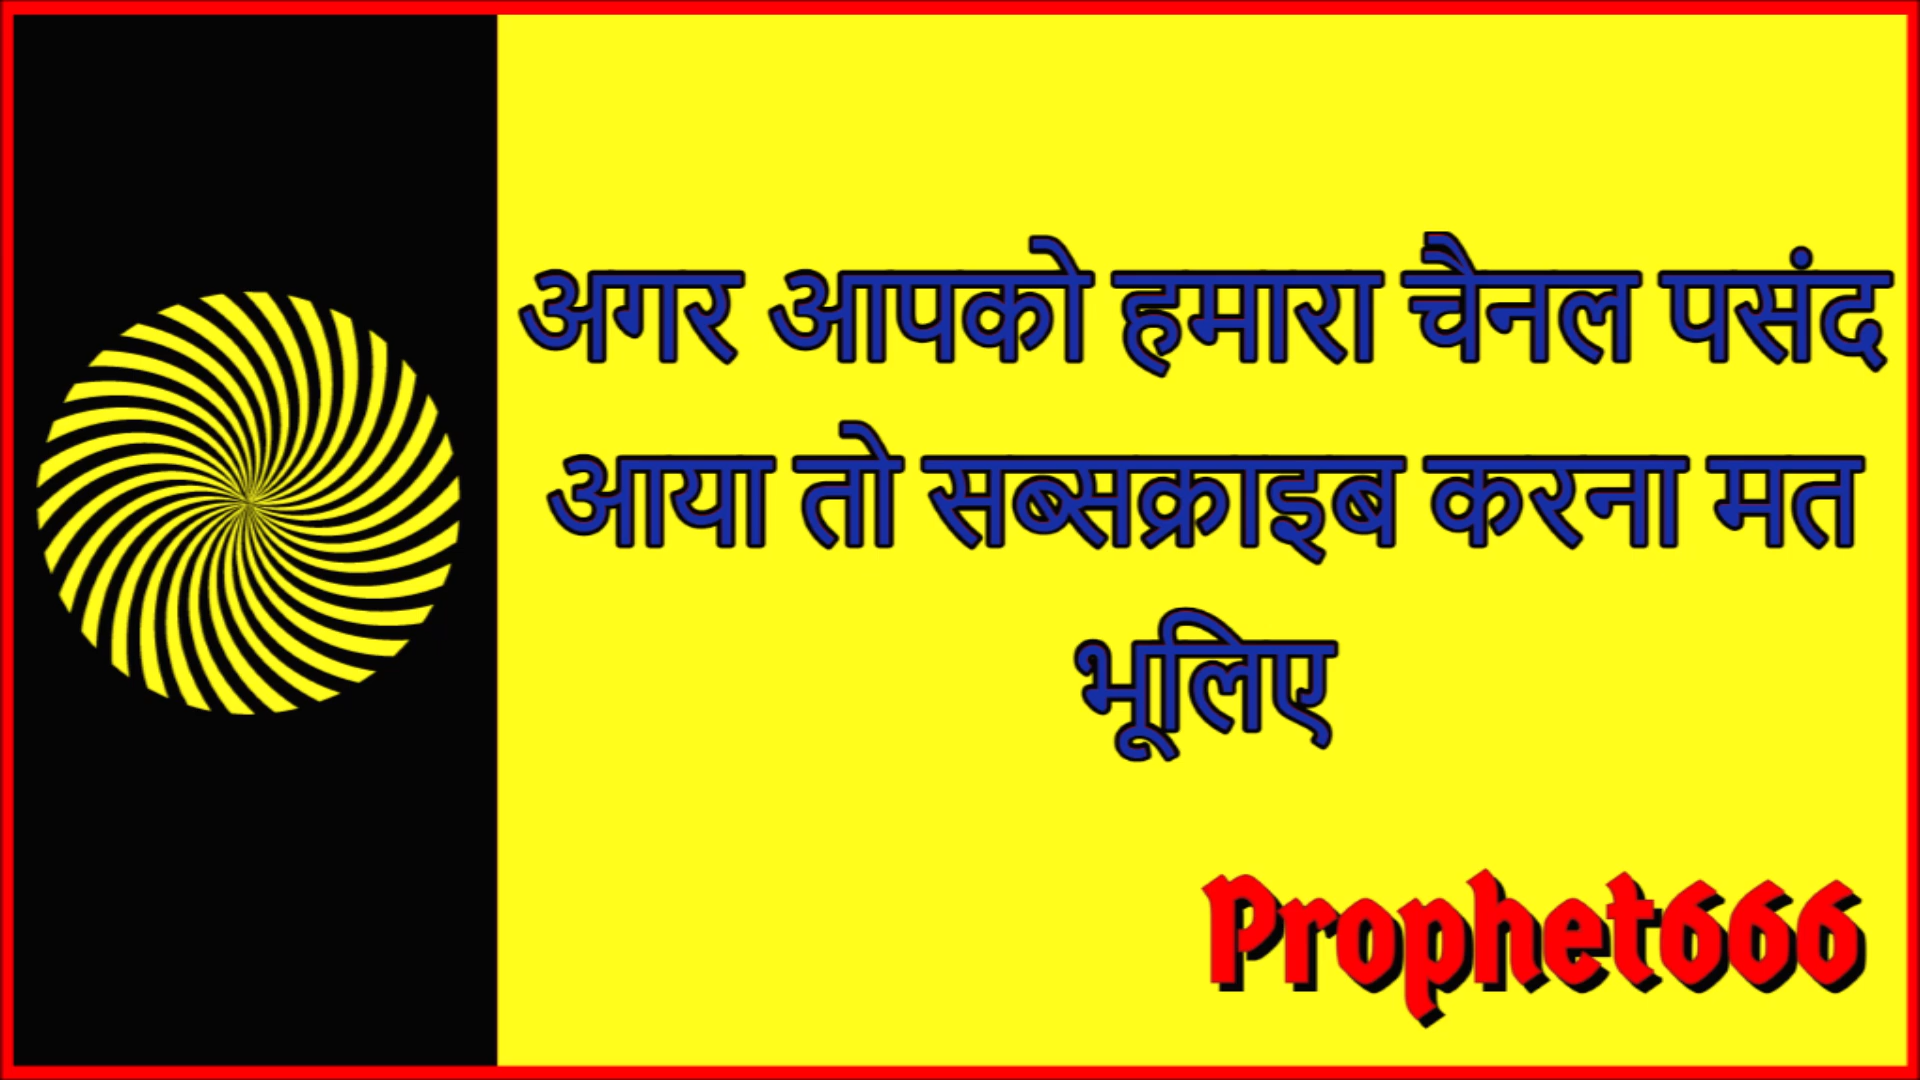 अगर आपको हमारा चैनल पसंद
आया तो सब्सक्राइब करना मत
भूलिए
Prophet666